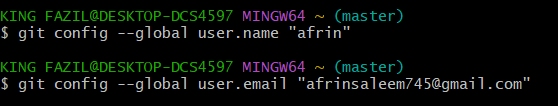 KING FAZIL@DESKTOP-DCS4597 MINGW64 ~ (master)
$ git config --global user.name "afrin"
KING FAZIL@DESKTOP-DCS4597 MINGW64 ~ (master)
$ git config --global user.email "afrinsaleem745@gmail.com"